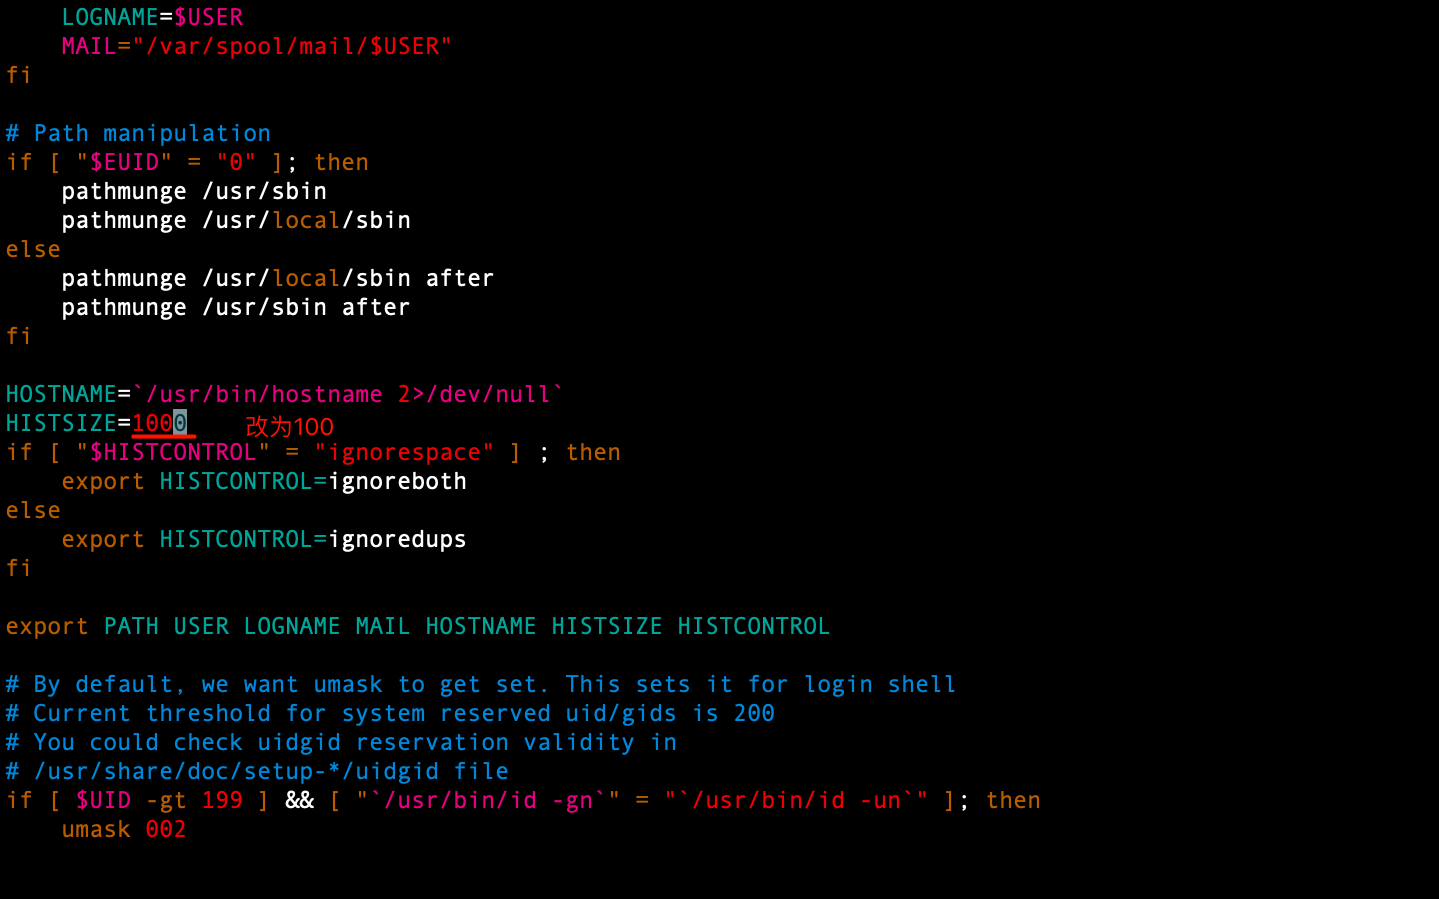 LOGNAME=$USER
MAIL="/var/spool/mail/$USER"
fi
# Path manipulation
if [ "$EUID" = "0" ]; then
pathmunge /usr/sbin
pathmunge /usr/local/sbin
else
pathmunge /usr/local/sbin after
pathmunge /usr/sbin after
fi
HOSTNAME=`/usr/bin/hostname 2>/dev/null`
HISTSIZE=1000 改为100
if [ "$HISTCONTROL" = "ignorespace" ] ; then
export HISTCONTROL=ignoreboth
else
export HISTCONTROL=ignoredups
fi
export PATH USER LOGNAME MAIL HOSTNAME HISTSIZE HISTCONTROL
# By default, we want umask to get set. This sets it for login shell
# Current threshold for system reserved uid/gids is 200
# You could check uidgid reservation validity in
# /usr/share/doc/setup-*/uidgid file
if [ $UID -gt 199 ] && [ "`/usr/bin/id -gn`" = "`/usr/bin/id -un`" ]; then
umask 002